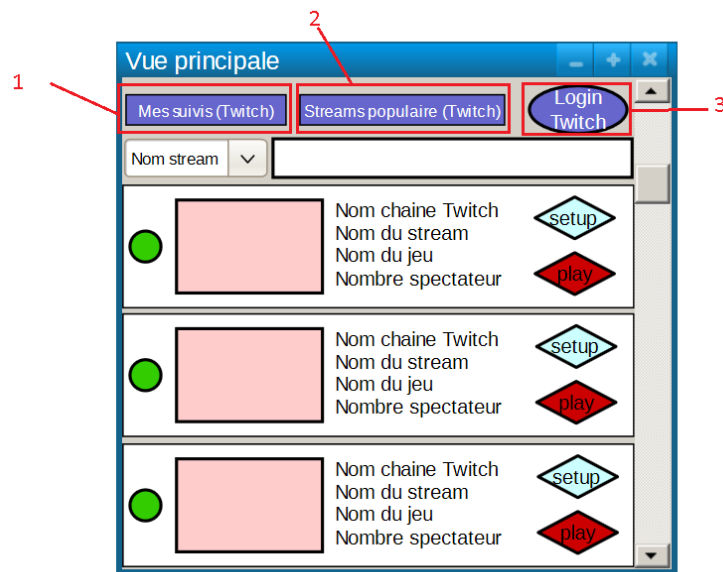 2
Vue principale
1
Mes suivis (Twitch)
Streams populaire (Twitch)
Login
Twitch
3
Nom stream
Nom chaine Twitch
Nom du stream
Nom du jeu
Nombre spectateur
setup
play
Nom chaine Twitch
Nom du stream
Nom du jeu
Nombre spectateur
setup
play
Nom chaine Twitch
Nom du stream
Nom du jeu
Nombre spectateur
setup
play